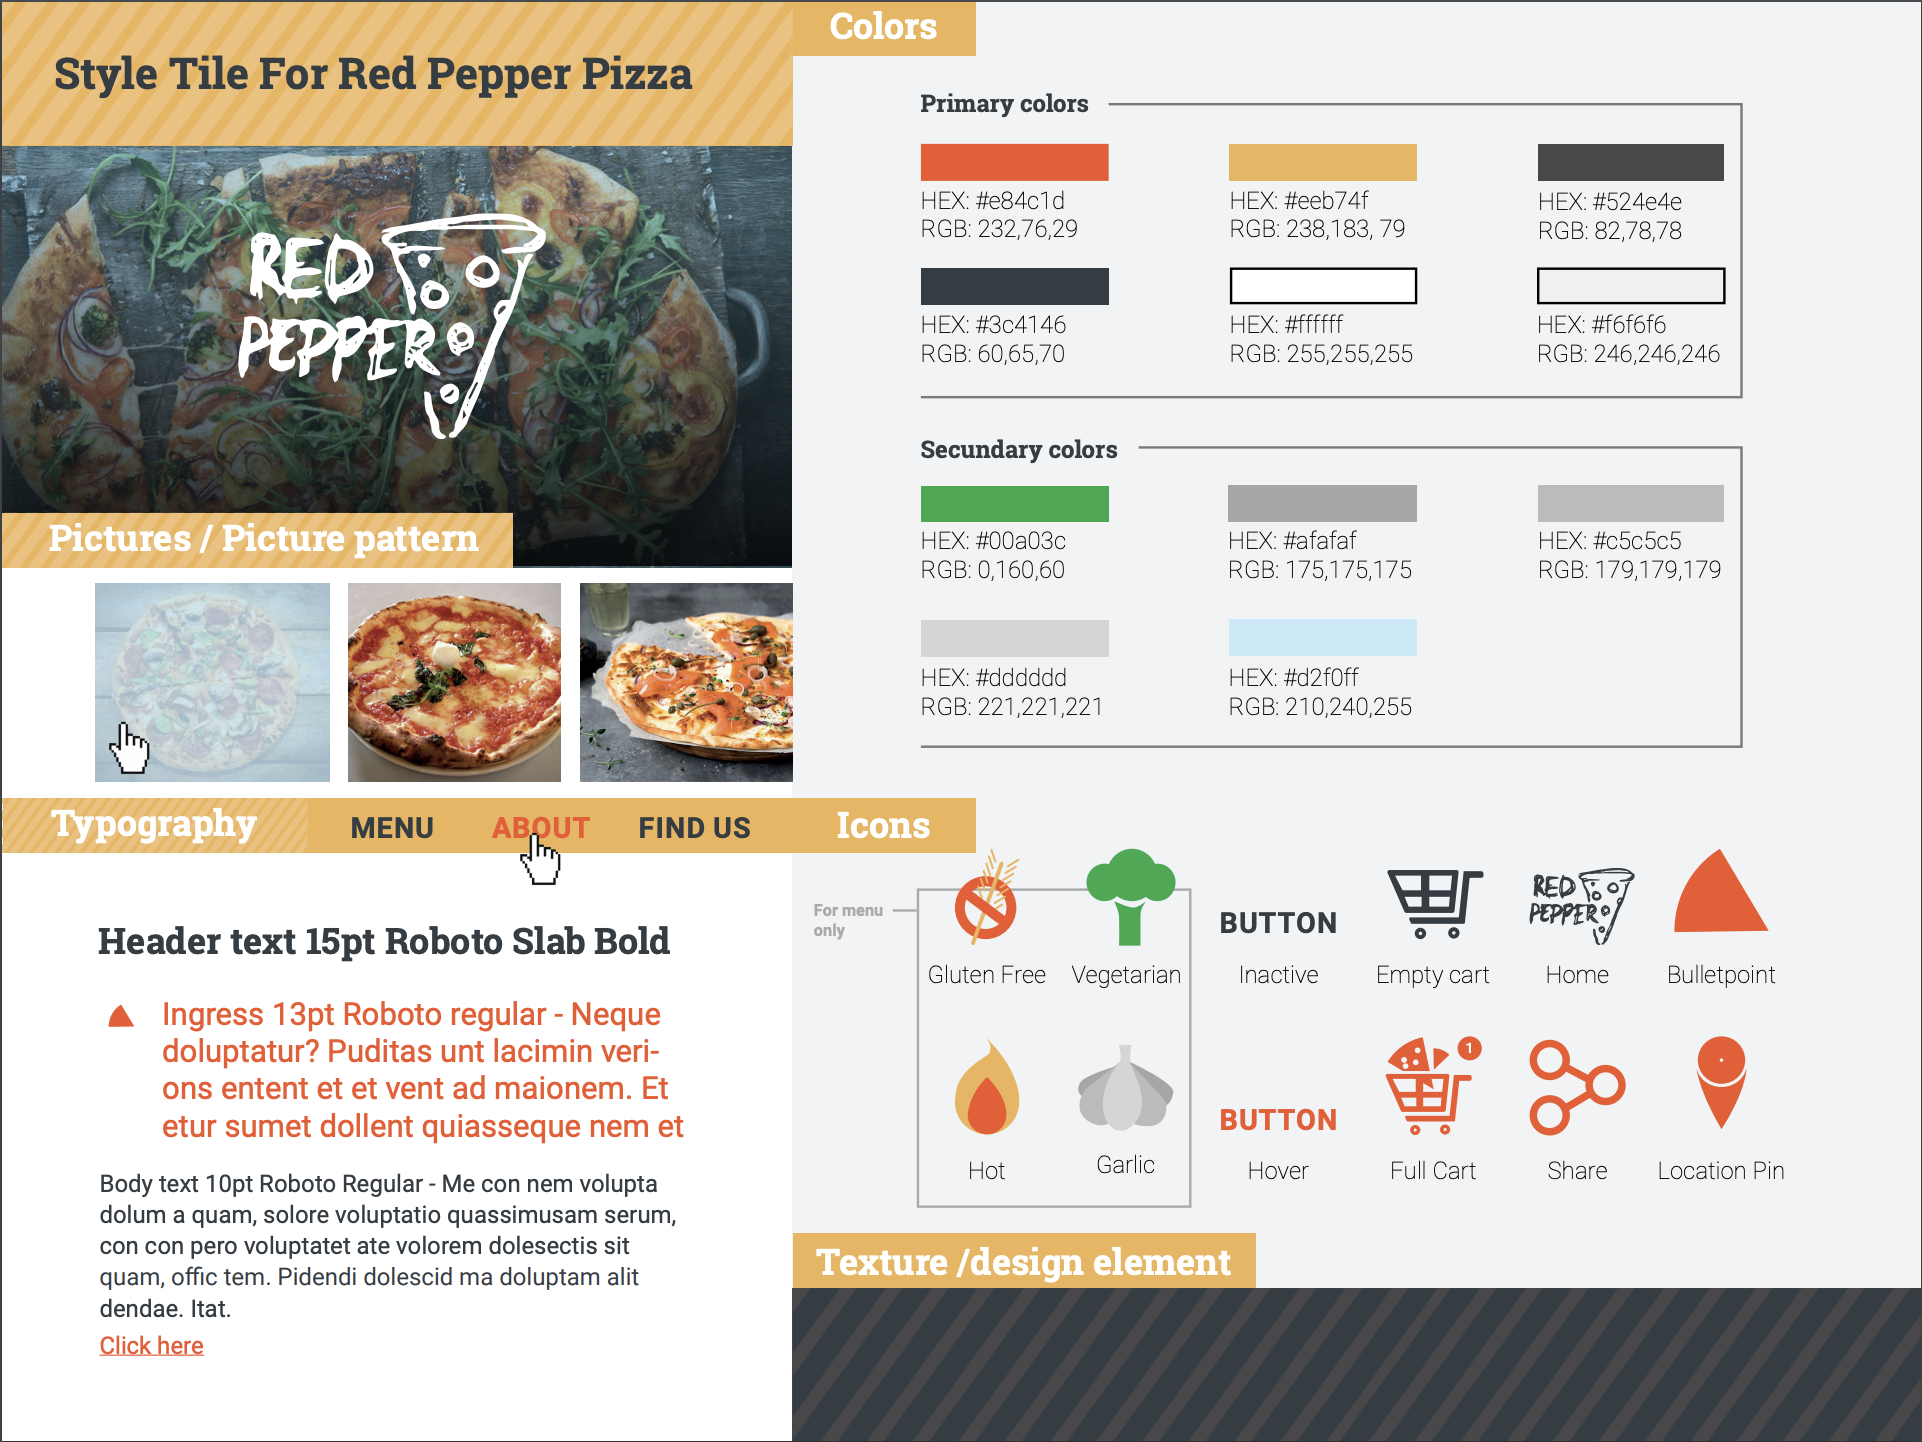 Style Tile For Red Pepper Pizza
RED
PEPPER
Pictures / Picture pattern
Typography
MENU
ABOUT
FIND US
Header text 15pt Roboto Slab Bold
Ingress 13pt Roboto regular - Neque
doluptatur? Puditas unt lacimin veri-
ons entent et et vent ad maionem. Et
etur sumet dollent quiasseque nem et
Body text 10pt Roboto Regular - Me con nem volupta
dolum a quam, solore voluptatio quassimusam serum,
con con pero voluptatet ate volorem dolesectis sit
quam, offic tem. Pidendi dolescid ma doluptam alit
dendae. Itat.
Click here
Colors
Primary colors
HEX: #e84c1d
RGB: 232,76,29
HEX: #eeb74f
RGB: 238,183, 79
HEX: #524e4e
RGB: 82,78,78
HEX: #3c4146
RGB: 60,65,70
HEX: #ffffff
RGB: 255,255,255
HEX: #f6f6f6
RGB: 246,246,246
Secundary colors
HEX: #00a03c
RGB: 0,160,60
HEX: #afafaf
RGB: 175,175,175
HEX: #c5c5c5
RGB: 179,179,179
HEX: #dddddd
RGB: 221,221,221
HEX: #d2f0ff
RGB: 210,240,255
Icons
For menu
only
Gluten Free
Vegetarian
BUTTON
Inactive
Empty cart
RED
PEPPER
Home
Bulletpoint
Hot
Garlic
BUTTON
Hover
1
Full Cart
Share
Location Pin
Texture /design element